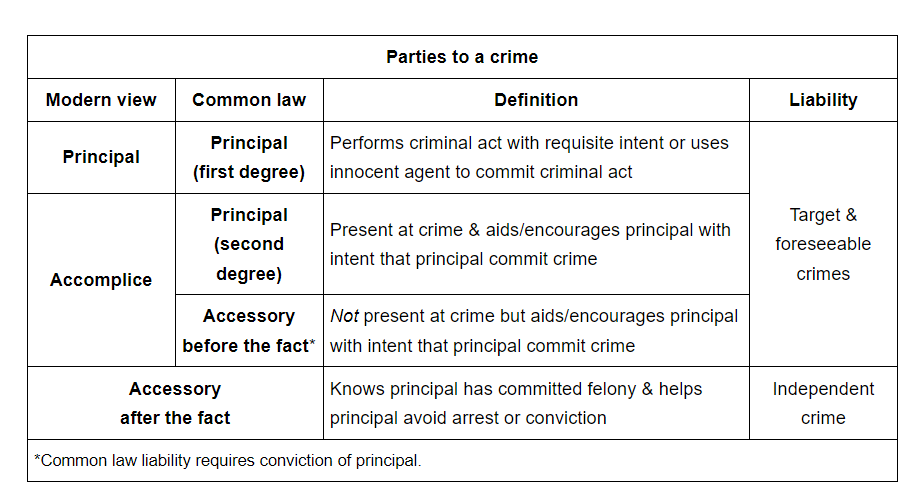 Parties to a crime
Modern view
Common law
Definition
Liability
Principal
Principal
(first degree)
Performs criminal act with requisite intent or uses
innocent agent to commit criminal act
Target &
foreseeable
crimes
Accomplice
Principal
(second
degree)
Present at crime & aids/encourages principal with
intent that principal commit crime
Accessory
before the fact*
Not present at crime but aids/encourages principal
with intent that principal commit crime
Accessory
after the fact
Knows principal has committed felony & helps
principal avoid arrest or conviction
Independent
crime
*Common law liability requires conviction of principal.